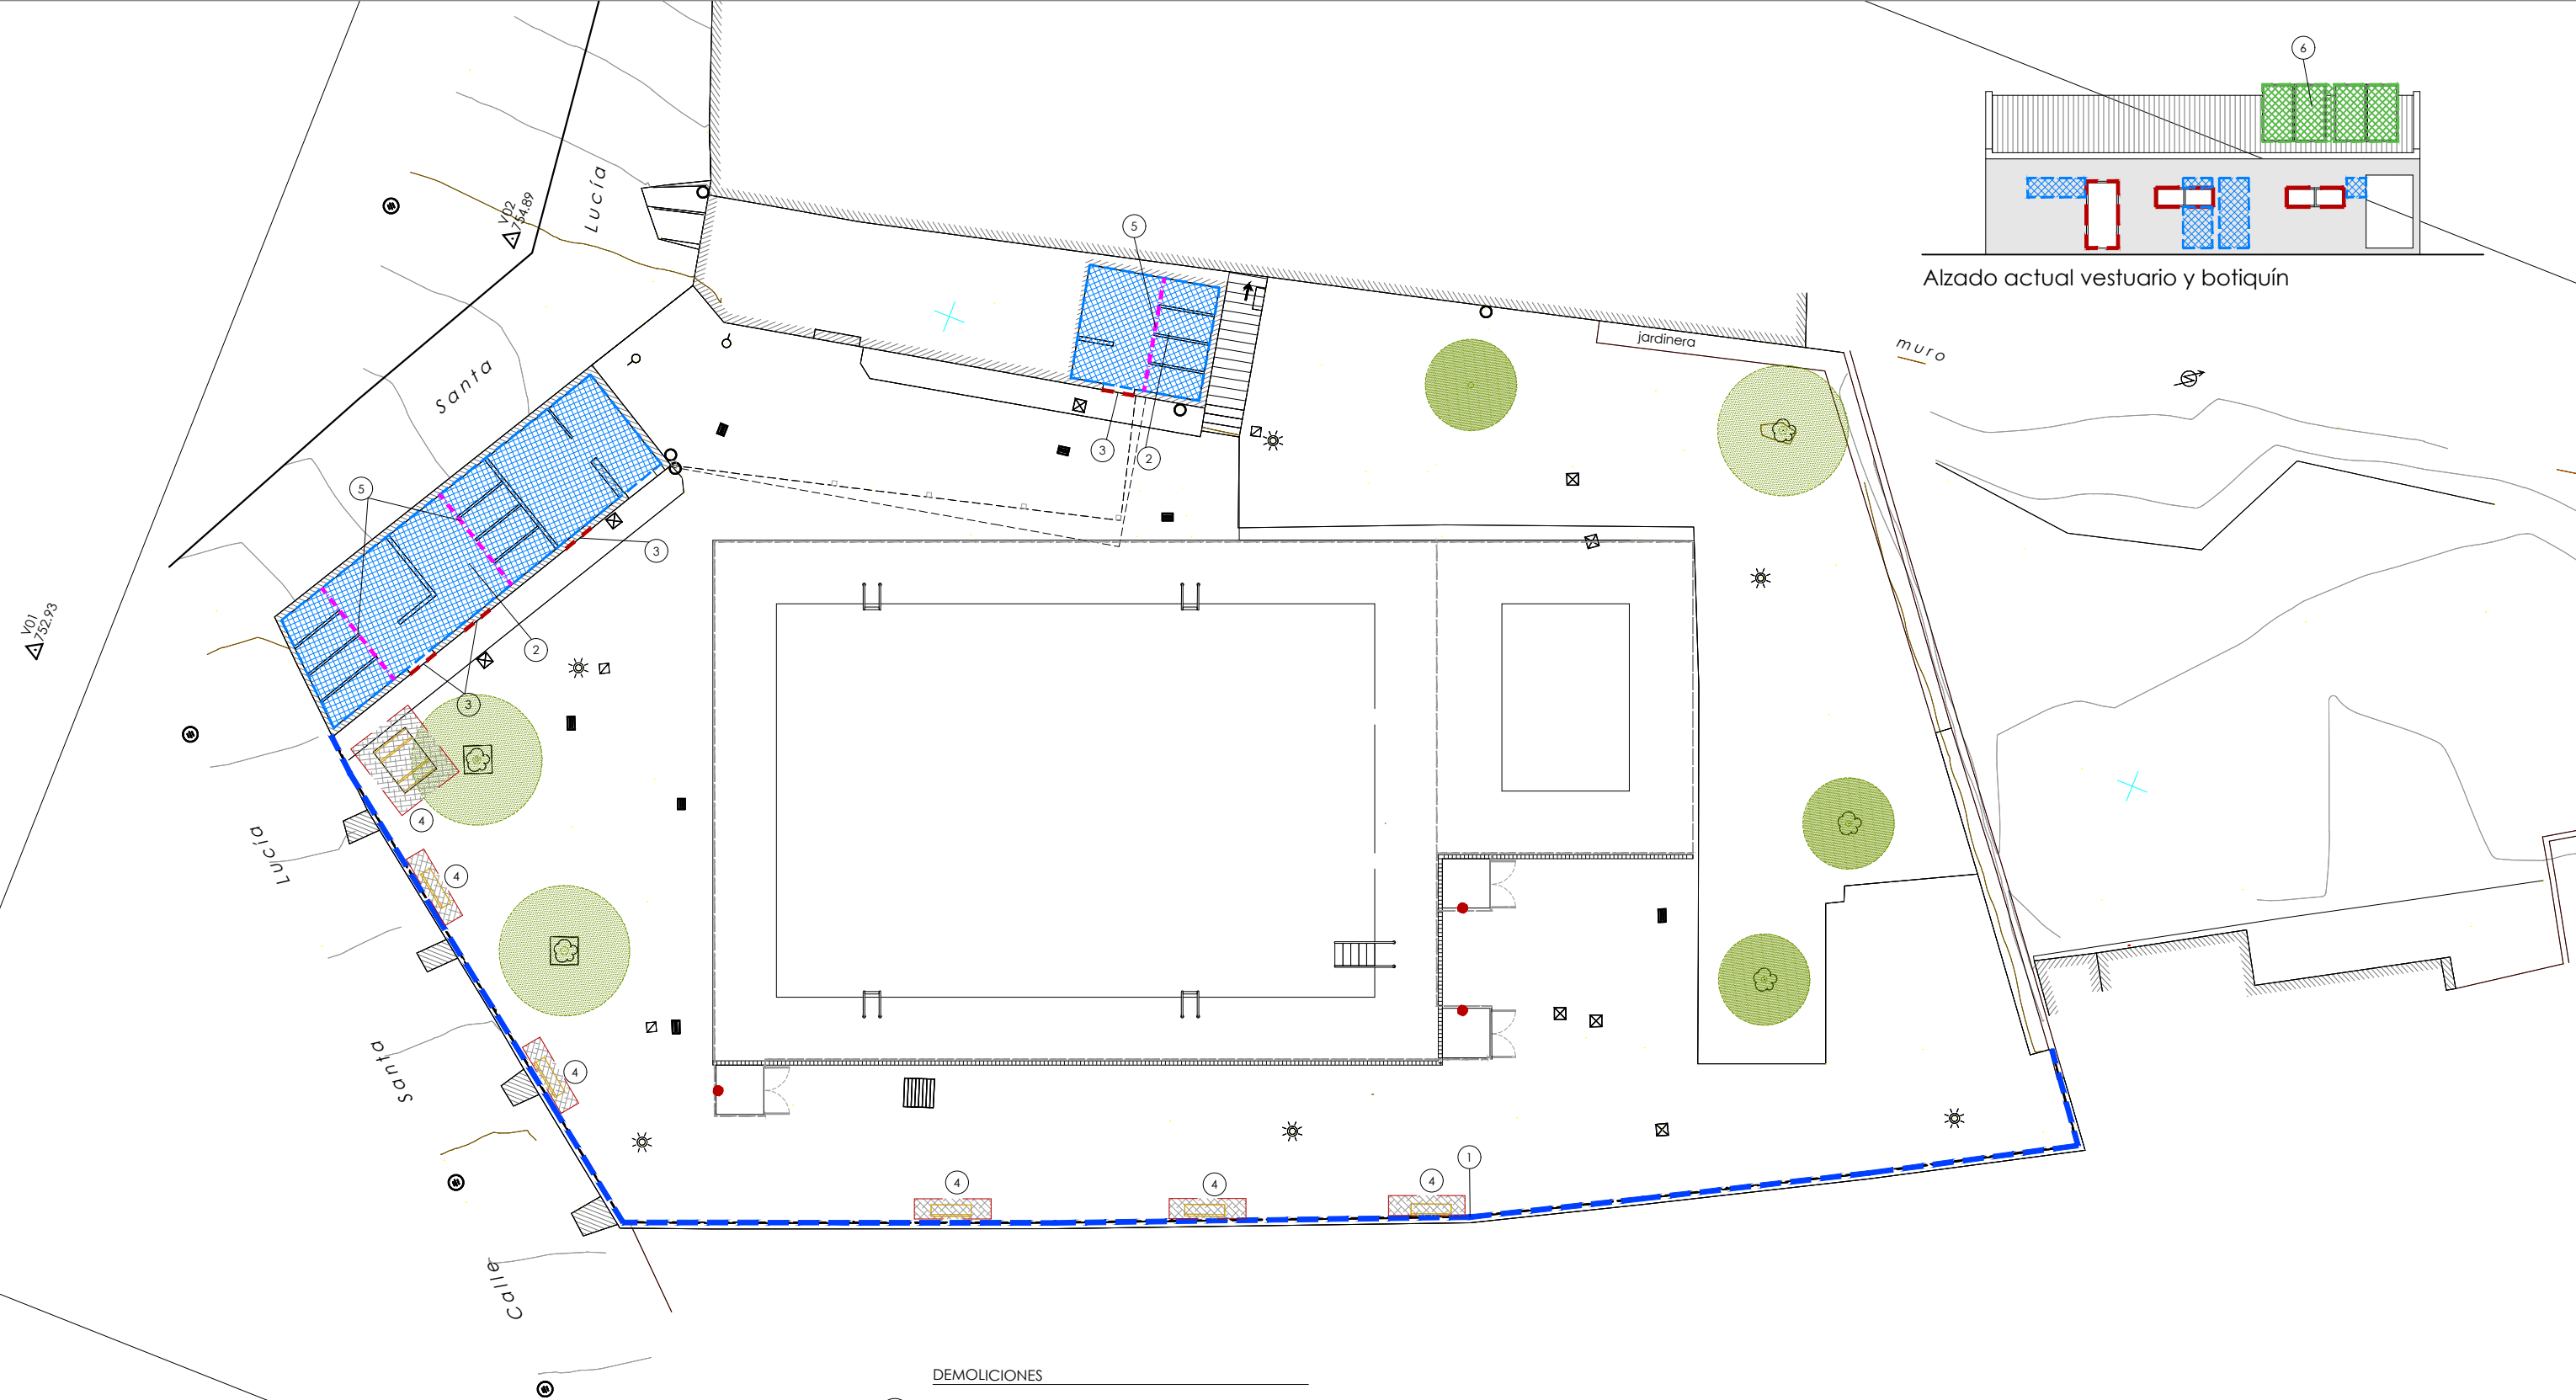 6
Alzado actual vestuario y botiquín
V02
754.89
Lucía
5
jardinera
muro
Santa
3
2
5
3
V01
752.93
2
3
4
Lucía
4
Santa
4
1
4
4
4
Calle
DEMOLICIONES